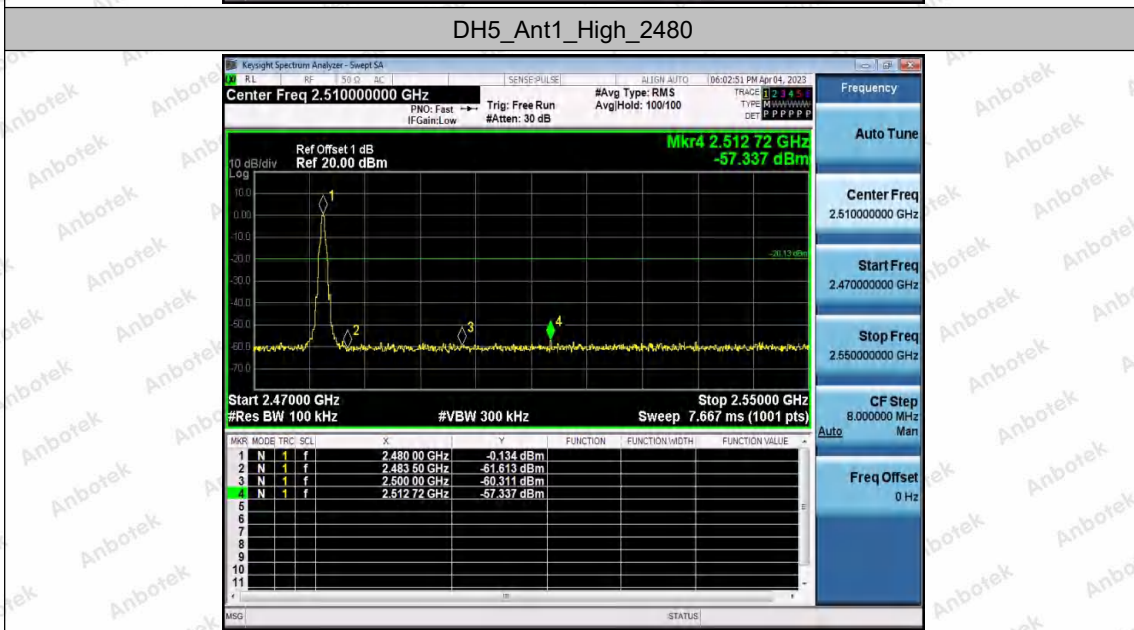 DH5_Ant1_High_2480
Keysight Spectrum Analyzer - Swept SA
RL RF 50 Ω AC SENSE:PULSE ALIGN AUTO 06:02:51 PM Apr 04, 2023
Center Freq 2.510000000 GHz
PNO: Fast
IFGain:Low
Trig: Free Run
#Atten: 30 dB
#Avg Type: RMS
Avg|Hold: 100/100
TRACE 1 2 3 4 5 6
TYPE M W W W W W
DET P P P P P P
Ref Offset 1 dB
Ref 20.00 dBm
10 dB/div
Log
Mkr4 2.512 72 GHz
-57.337 dBm
10.0
0.00
-10.0
-20.0
-30.0
-40.0
-50.0
-60.0
-70.0
1
2
3
4
-20.13 dBm
Start 2.47000 GHz Stop 2.55000 GHz
#Res BW 100 kHz #VBW 300 kHz Sweep 7.667 ms (1001 pts)
MKR MODE TRC SCL X Y FUNCTION FUNCTION WIDTH FUNCTION VALUE
1 N 1 f 2.480 00 GHz -0.134 dBm
2 N 1 f 2.483 50 GHz -61.613 dBm
3 N 1 f 2.500 00 GHz -60.311 dBm
4 N 1 f 2.512 72 GHz -57.337 dBm
5
6
7
8
9
10
11
MSG STATUS
Frequency
Auto Tune
Center Freq
2.510000000 GHz
Start Freq
2.470000000 GHz
Stop Freq
2.550000000 GHz
CF Step
8.000000 MHz
Auto Man
Freq Offset
0 Hz